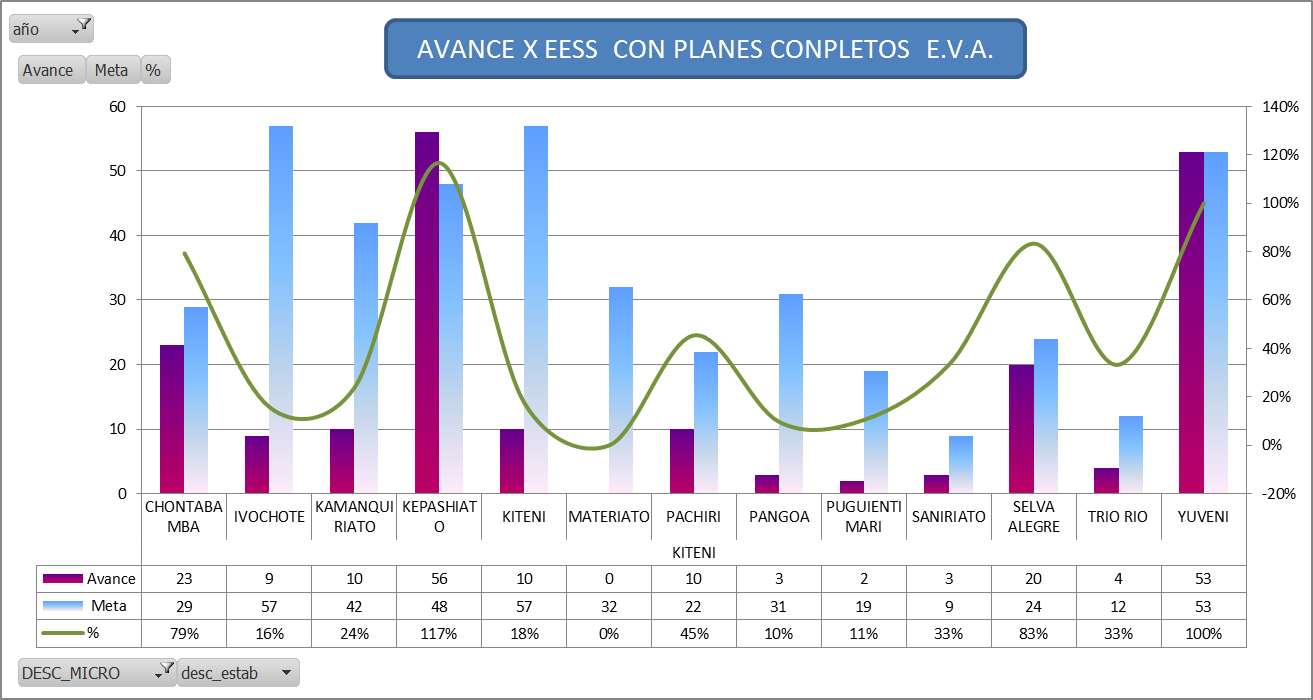 año
AVANCE X EESS CON PLANES CONPLETOS E.V.A.
Avance Meta %
60 140%
50 120%
40 100%
30 80%
20 60%
10 40%
0 20%
0%
-20%
CHONTABA
MBA
IVOCHOTE
KAMANQUI
RIATO
KEPASHIAT
O
KITENI
MATERIATO
PACHIRI
PANGOA
PUGUIENTI
MARI
SANIRIATO
SELVA
ALEGRE
TRIO RIO
YUVENI
KITENI
Avance 23 9 10 56 10 0 10 3 2 3 20 4 53
Meta 29 57 42 48 57 32 22 31 19 9 24 12 53
% 79% 16% 24% 117% 18% 0% 45% 10% 11% 33% 83% 33% 100%
DESC_MICRO desc_estab